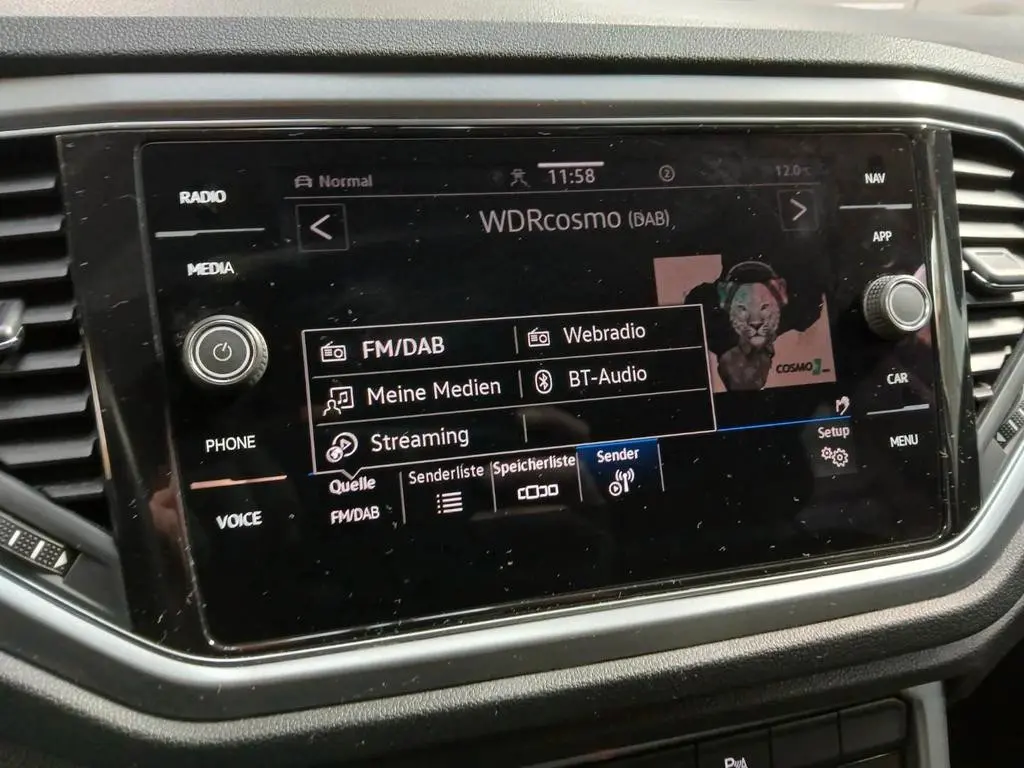 Normal
11:58
2
12.0
WDRcosmo (DAB)
RADIO
MEDIA
PHONE
VOICE
NAV
APP
CAR
MENU
FM/DAB
Webradio
Meine Medien
BT-Audio
Streaming
COSMO
Quelle
FM/DAB
Senderliste
Speicherliste
Sender
Setup